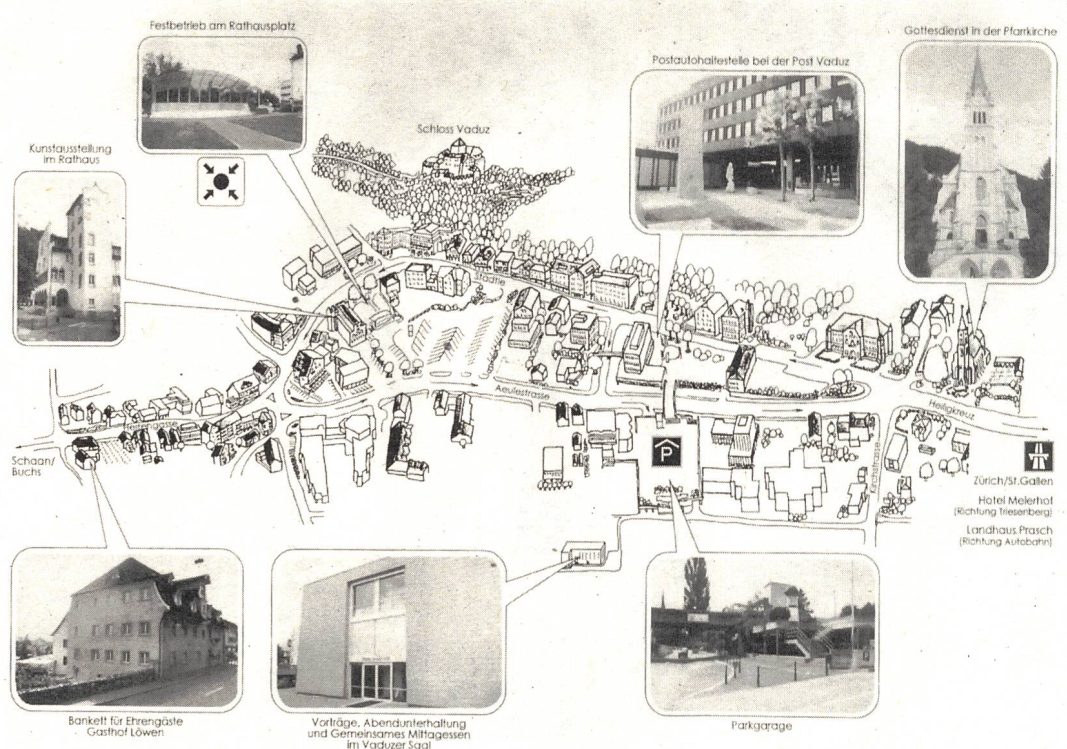 Festbetrieb am Rathausplatz
Gottesdienst in der Pfarrkirche
Postautohaltestelle bei der Post Vaduz
Kunstausstellung
im Rathaus
Schloss Vaduz
Städtle
Aeulestrasse
Herrengasse
Heiligkreuz
Schaan/
Buchs
P
Kirchstrasse
Zürich/St.Gallen
Hotel Meierhof
(Richtung Triesenberg)
Landhaus Prasch
(Richtung Autobahn)
Bankett für Ehrengäste
Gasthof Löwen
Vorträge, Abendunterhaltung
und Gemeinsames Mittagessen
im Vaduzer Saal
Parkgarage